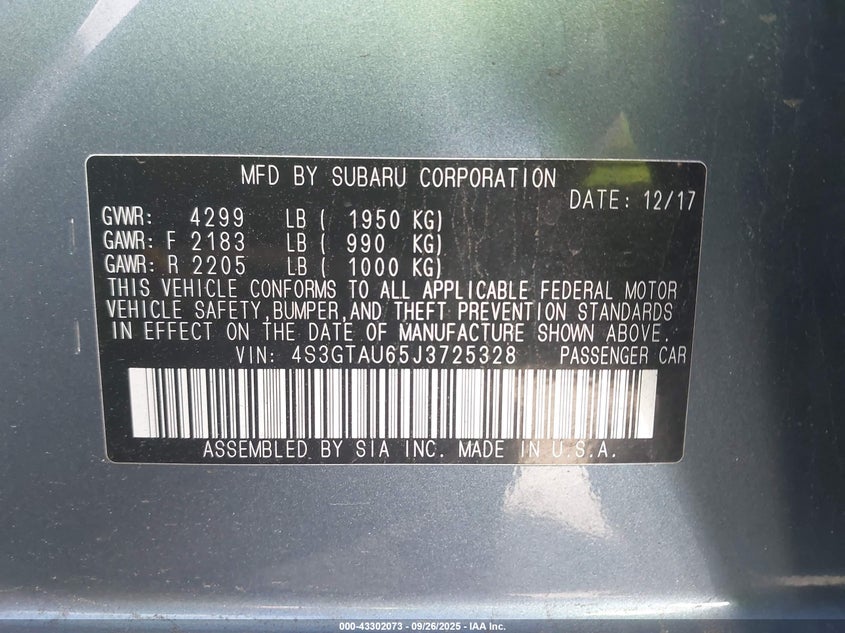 MFD BY SUBARU CORPORATION
DATE: 12/17
GVWR: 4299 LB ( 1950 KG)
GAWR: F 2183 LB ( 990 KG)
GAWR: R 2205 LB ( 1000 KG)
THIS VEHICLE CONFORMS TO ALL APPLICABLE FEDERAL MOTOR
VEHICLE SAFETY, BUMPER, AND THEFT PREVENTION STANDARDS
IN EFFECT ON THE DATE OF MANUFACTURE SHOWN ABOVE.
VIN: 4S3GTAU65J3725328 PASSENGER CAR
ASSEMBLED BY SIA INC. MADE IN U.S.A.
000-43302073 - 09/26/2025 - IAA Inc.